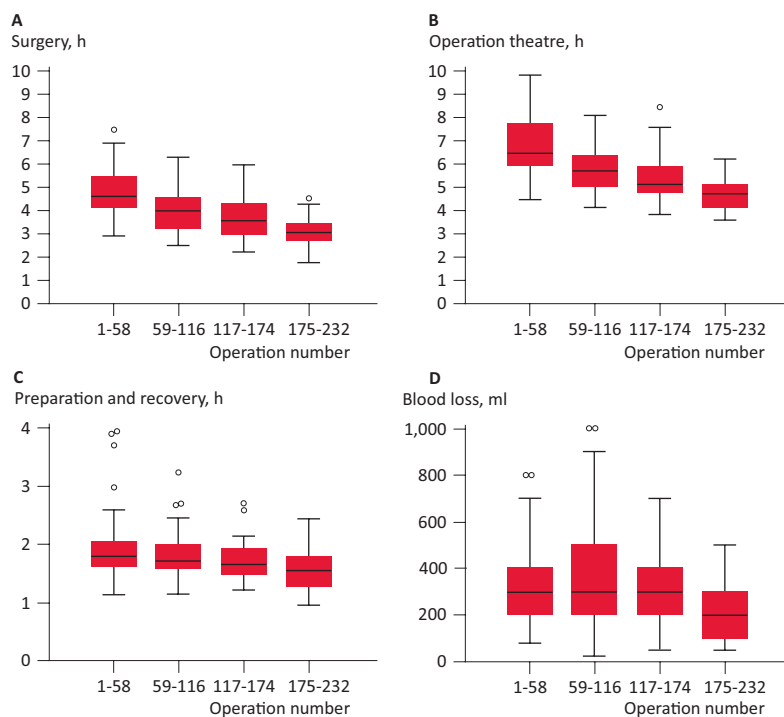 A
Surgery, h
10
9
8
7
6
5
4
3
2
1
0
1-58 59-116 117-174 175-232
Operation number
B
Operation theatre, h
10
9
8
7
6
5
4
3
2
1
0
1-58 59-116 117-174 175-232
Operation number
C
Preparation and recovery, h
4
3
2
1
0
1-58 59-116 117-174 175-232
Operation number
D
Blood loss, ml
1,000
800
600
400
200
0
1-58 59-116 117-174 175-232
Operation number